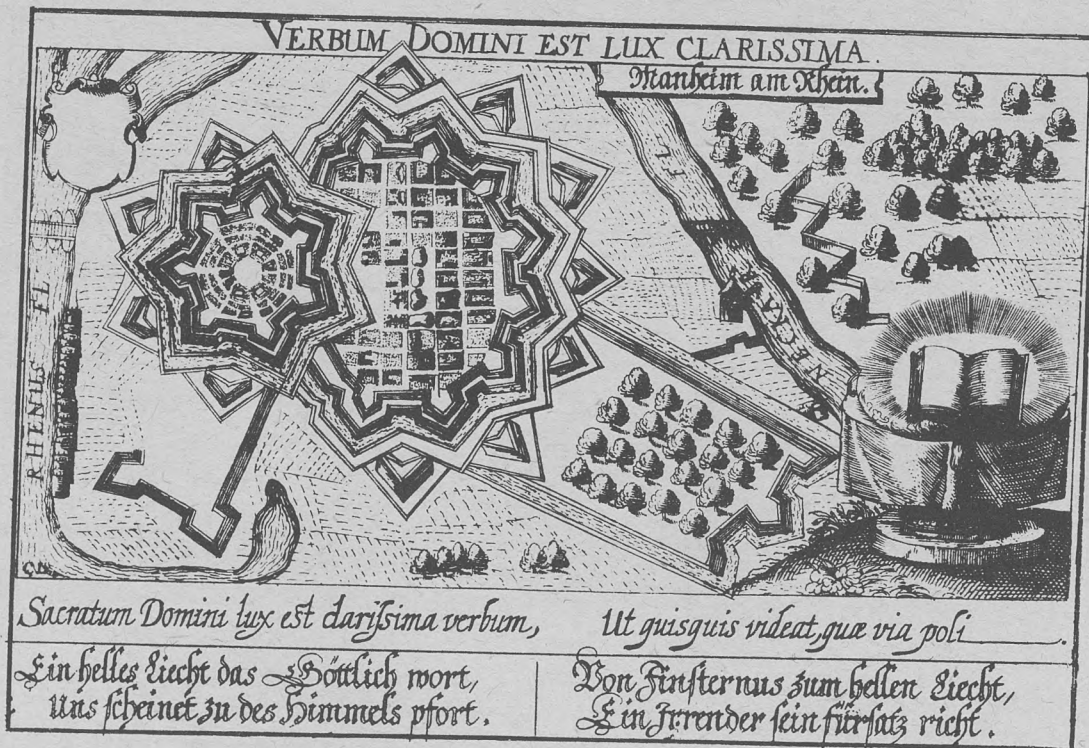 VERBUM DOMINI EST LUX CLARISSIMA.
Manheim am Rhein.
FL
NECKAR
RHENUS FL
Sacratum Domini lux est clarissima verbum,
Ut quisquis videat, quæ via poli
Ein helles Liecht das Göttlich wort,
Uns scheinet zu des Himmels pfort.
Von Finsternus zum hellen Liecht,
Ein Irrender sein fürsatz richt.